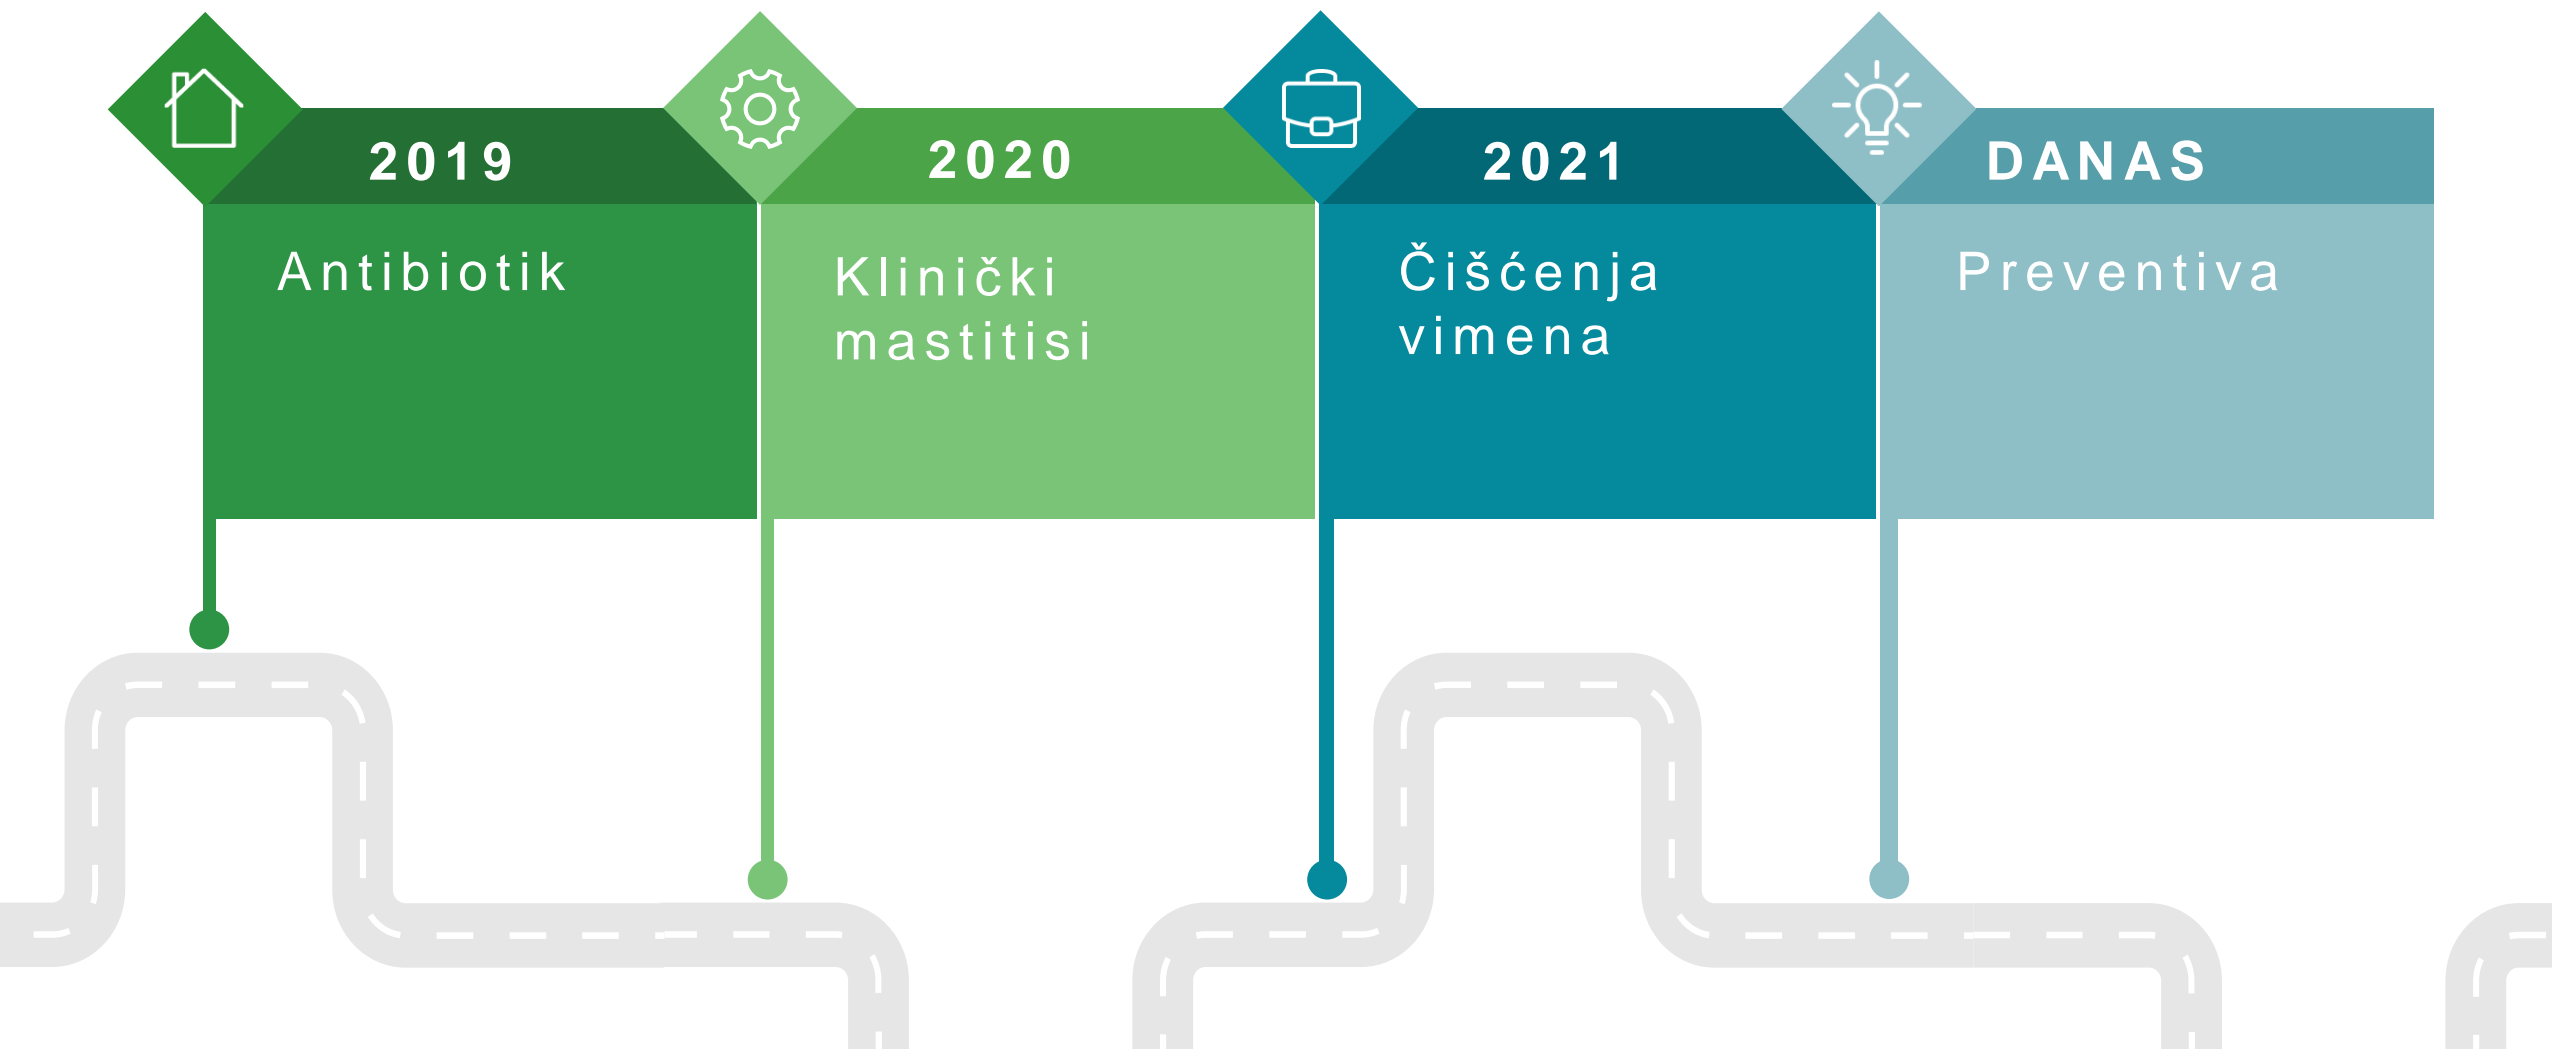 2019
Antibiotik
2020
Klinički
mastitisi
2021
Čišćenja
vimena
DANAS
Preventiva